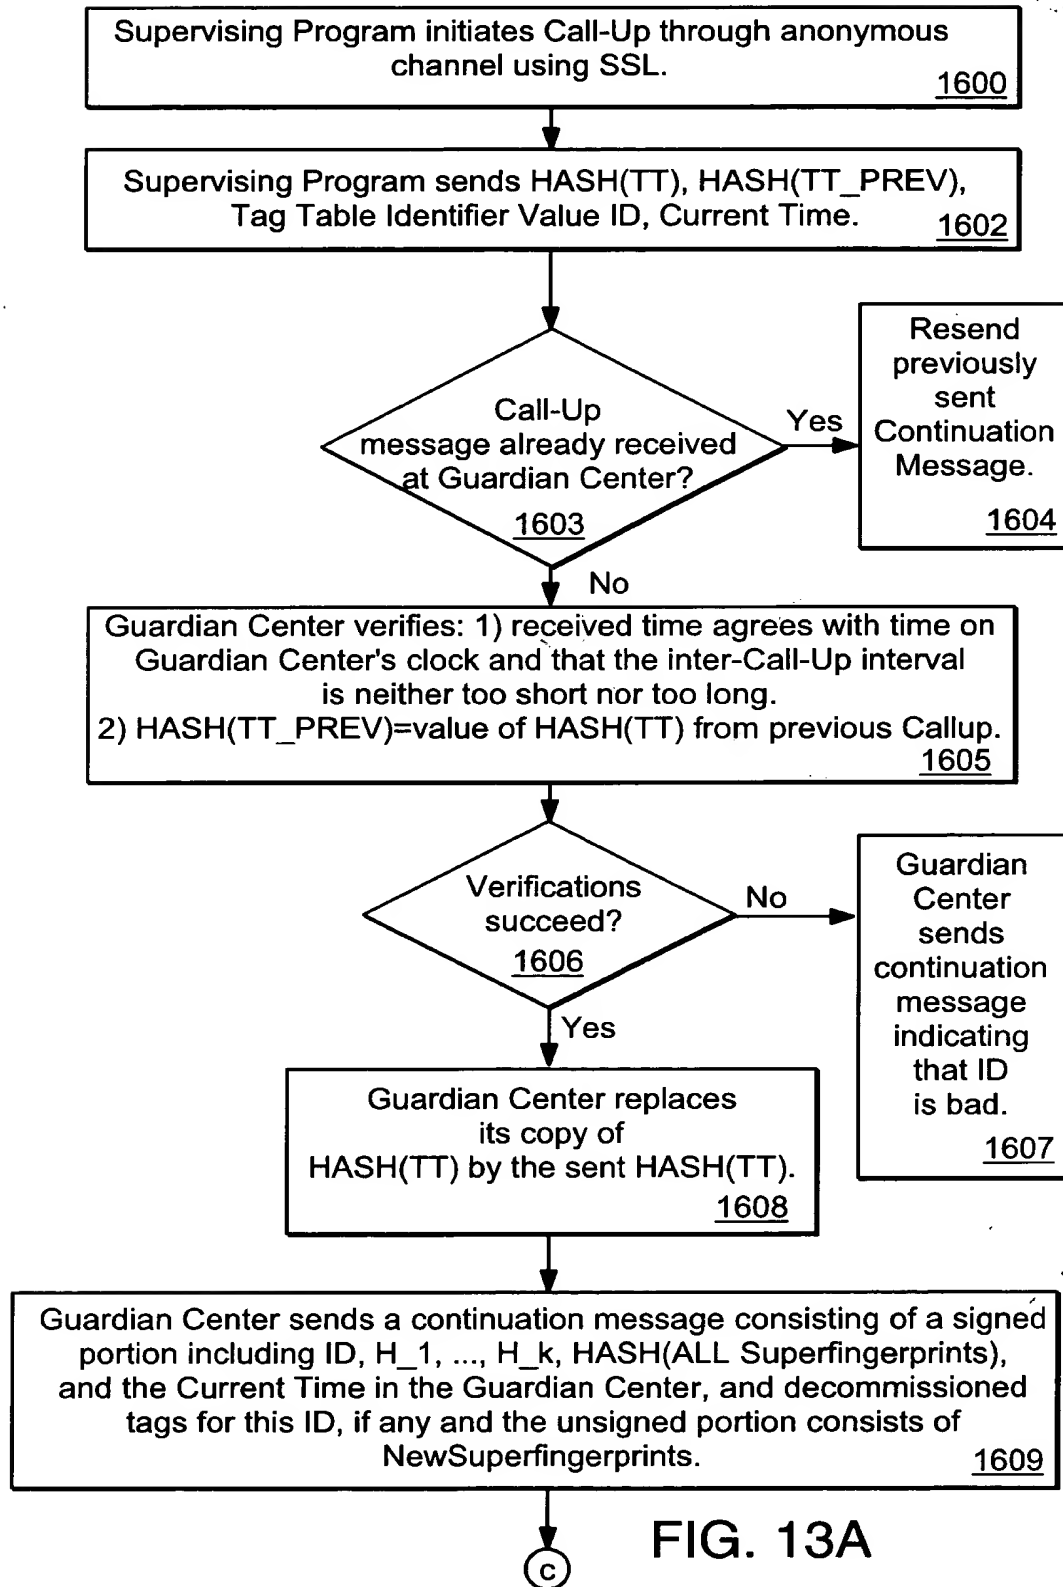 Supervising Program initiates Call-Up through anonymous
channel using SSL.
1600
Supervising Program sends HASH(TT), HASH(TT_PREV),
Tag Table Identifier Value ID, Current Time.
1602
Call-Up
message already received
at Guardian Center?
1603
Yes
Resend
previously
sent
Continuation
Message.
1604
No
Guardian Center verifies: 1) received time agrees with time on
Guardian Center's clock and that the inter-Call-Up interval
is neither too short nor too long.
2) HASH(TT_PREV)=value of HASH(TT) from previous Callup.
1605
Verifications
succeed?
1606
No
Guardian
Center
sends
continuation
message
indicating
that ID
is bad.
1607
Yes
Guardian Center replaces
its copy of
HASH(TT) by the sent HASH(TT).
1608
Guardian Center sends a continuation message consisting of a signed
portion including ID, H_1, ..., H_k, HASH(ALL Superfingerprints),
and the Current Time in the Guardian Center, and decommissioned
tags for this ID, if any and the unsigned portion consists of
NewSuperfingerprints.
1609
c
FIG. 13A